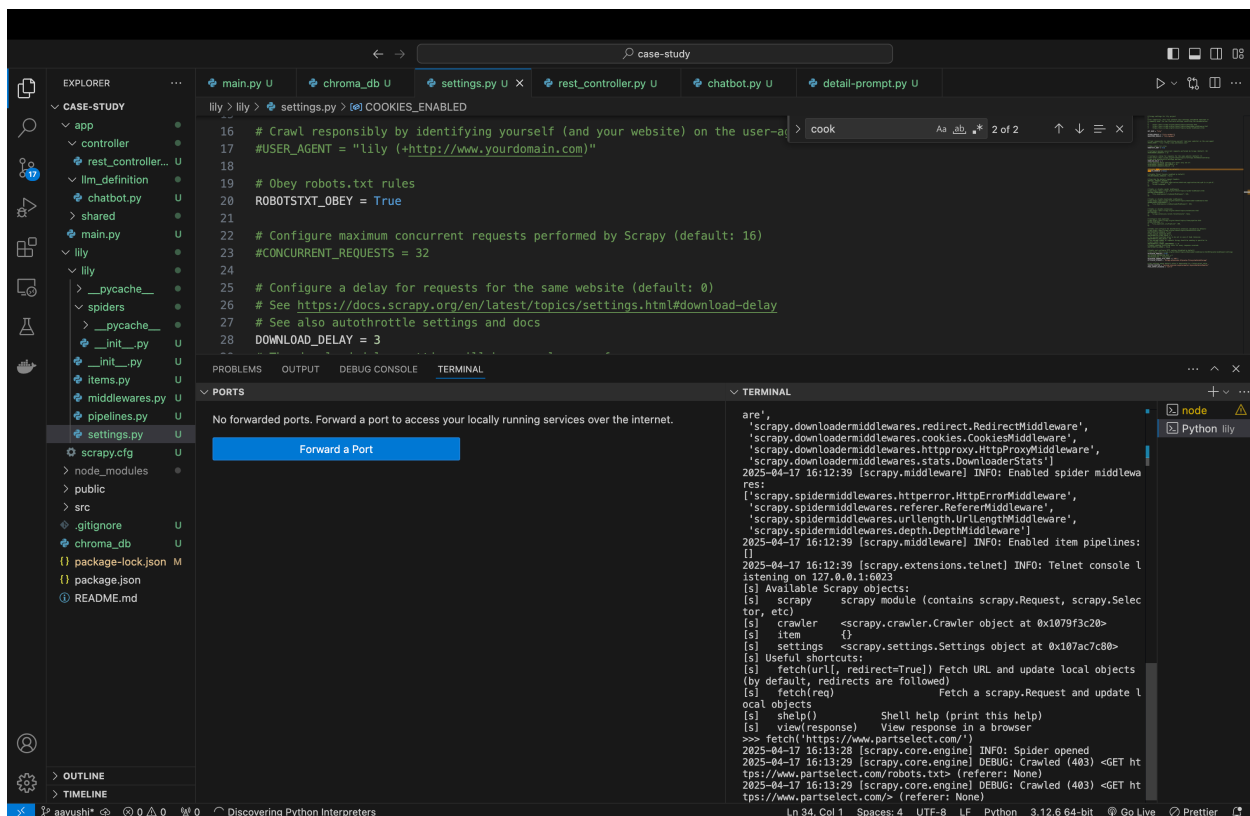 case-study
EXPLORER
CASE-STUDY
app
controller
rest_controller... U
llm_definition
chatbot.py U
shared
main.py U
lily
lily
__pycache__
spiders
__pycache__
__init__.py U
__init__.py U
items.py U
middlewares.py U
pipelines.py U
settings.py U
scrapy.cfg U
node_modules
public
src
.gitignore U
chroma_db U
package-lock.json M
package.json
README.md
OUTLINE
TIMELINE
17
main.py U
chroma_db U
settings.py U
rest_controller.py U
chatbot.py U
detail-prompt.py U
lily > lily > settings.py > COOKIES_ENABLED
cook Aa ab 2 of 2
16 # Crawl responsibly by identifying yourself (and your website) on the user-ag
17 #USER_AGENT = "lily (+http://www.yourdomain.com)"
18
19 # Obey robots.txt rules
20 ROBOTSTXT_OBEY = True
21
22 # Configure maximum concurrent requests performed by Scrapy (default: 16)
23 #CONCURRENT_REQUESTS = 32
24
25 # Configure a delay for requests for the same website (default: 0)
26 # See https://docs.scrapy.org/en/latest/topics/settings.html#download-delay
27 # See also autothrottle settings and docs
28 DOWNLOAD_DELAY = 3
PROBLEMS OUTPUT DEBUG CONSOLE TERMINAL
PORTS
No forwarded ports. Forward a port to access your locally running services over the internet.
Forward a Port
TERMINAL
are',
'scrapy.downloadermiddlewares.redirect.RedirectMiddleware',
'scrapy.downloadermiddlewares.cookies.CookiesMiddleware',
'scrapy.downloadermiddlewares.httpproxy.HttpProxyMiddleware',
'scrapy.downloadermiddlewares.stats.DownloaderStats']
2025-04-17 16:12:39 [scrapy.middleware] INFO: Enabled spider middlewa
res:
['scrapy.spidermiddlewares.httperror.HttpErrorMiddleware',
'scrapy.spidermiddlewares.referer.RefererMiddleware',
'scrapy.spidermiddlewares.urllength.UrlLengthMiddleware',
'scrapy.spidermiddlewares.depth.DepthMiddleware']
2025-04-17 16:12:39 [scrapy.middleware] INFO: Enabled item pipelines:
[]
2025-04-17 16:12:39 [scrapy.extensions.telnet] INFO: Telnet console l
istening on 127.0.0.1:6023
[s] Available Scrapy objects:
[s]   scrapy     scrapy module (contains scrapy.Request, scrapy.Selec
tor, etc)
[s]   crawler    <scrapy.crawler.Crawler object at 0x1079f3c20>
[s]   item       {}
[s]   settings   <scrapy.settings.Settings object at 0x107ac7c80>
[s] Useful shortcuts:
[s]   fetch(url[, redirect=True]) Fetch URL and update local objects
(by default, redirects are followed)
[s]   fetch(req)                  Fetch a scrapy.Request and update l
ocal objects
[s]   shelp()           Shell help (print this help)
[s]   view(response)    View response in a browser
>>> fetch('https://www.partselect.com/')
2025-04-17 16:13:28 [scrapy.core.engine] INFO: Spider opened
2025-04-17 16:13:29 [scrapy.core.engine] DEBUG: Crawled (403) <GET ht
tps://www.partselect.com/robots.txt> (referer: None)
2025-04-17 16:13:29 [scrapy.core.engine] DEBUG: Crawled (403) <GET ht
tps://www.partselect.com/> (referer: None)
node
Python lily
aayushi* 0 0 0 Discovering Python Interpreters Ln 34, Col 1 Spaces: 4 UTF-8 LF Python 3.12.6 64-bit Go Live Prettier